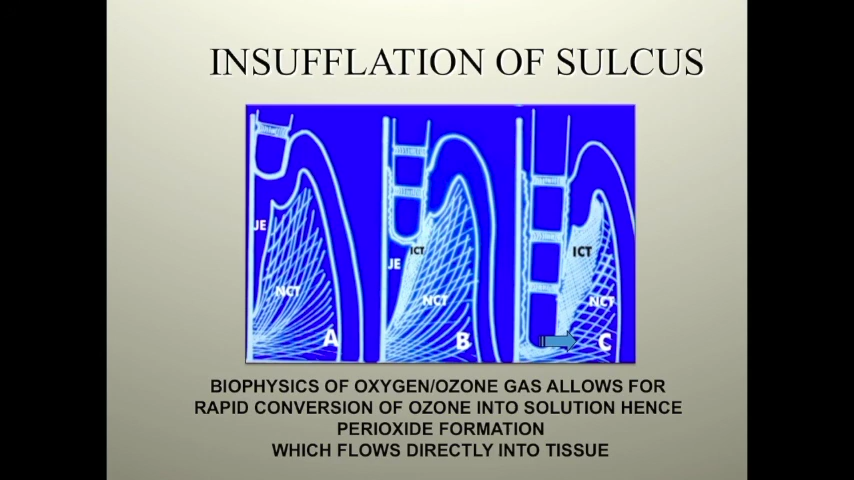 INSUFFLATION OF SULCUS
JE
NCT
A
JE
ICT
NCT
B
ICT
NCT
C
BIOPHYSICS OF OXYGEN/OZONE GAS ALLOWS FOR
RAPID CONVERSION OF OZONE INTO SOLUTION HENCE
PERIOXIDE FORMATION
WHICH FLOWS DIRECTLY INTO TISSUE